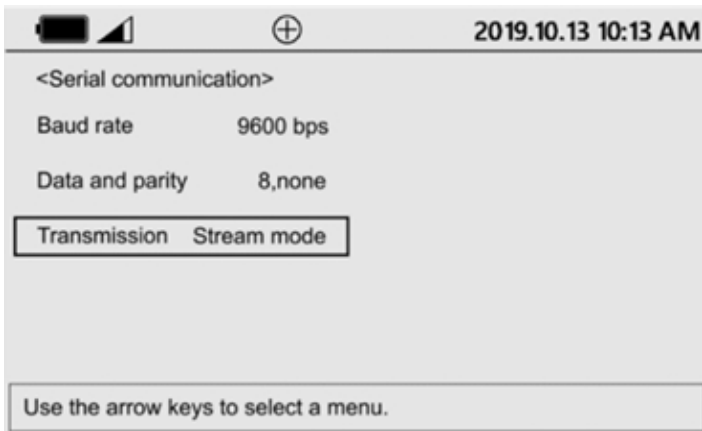 2019.10.13 10:13 AM
<Serial communication>
Baud rate 9600 bps
Data and parity 8,none
Transmission Stream mode
Use the arrow keys to select a menu.